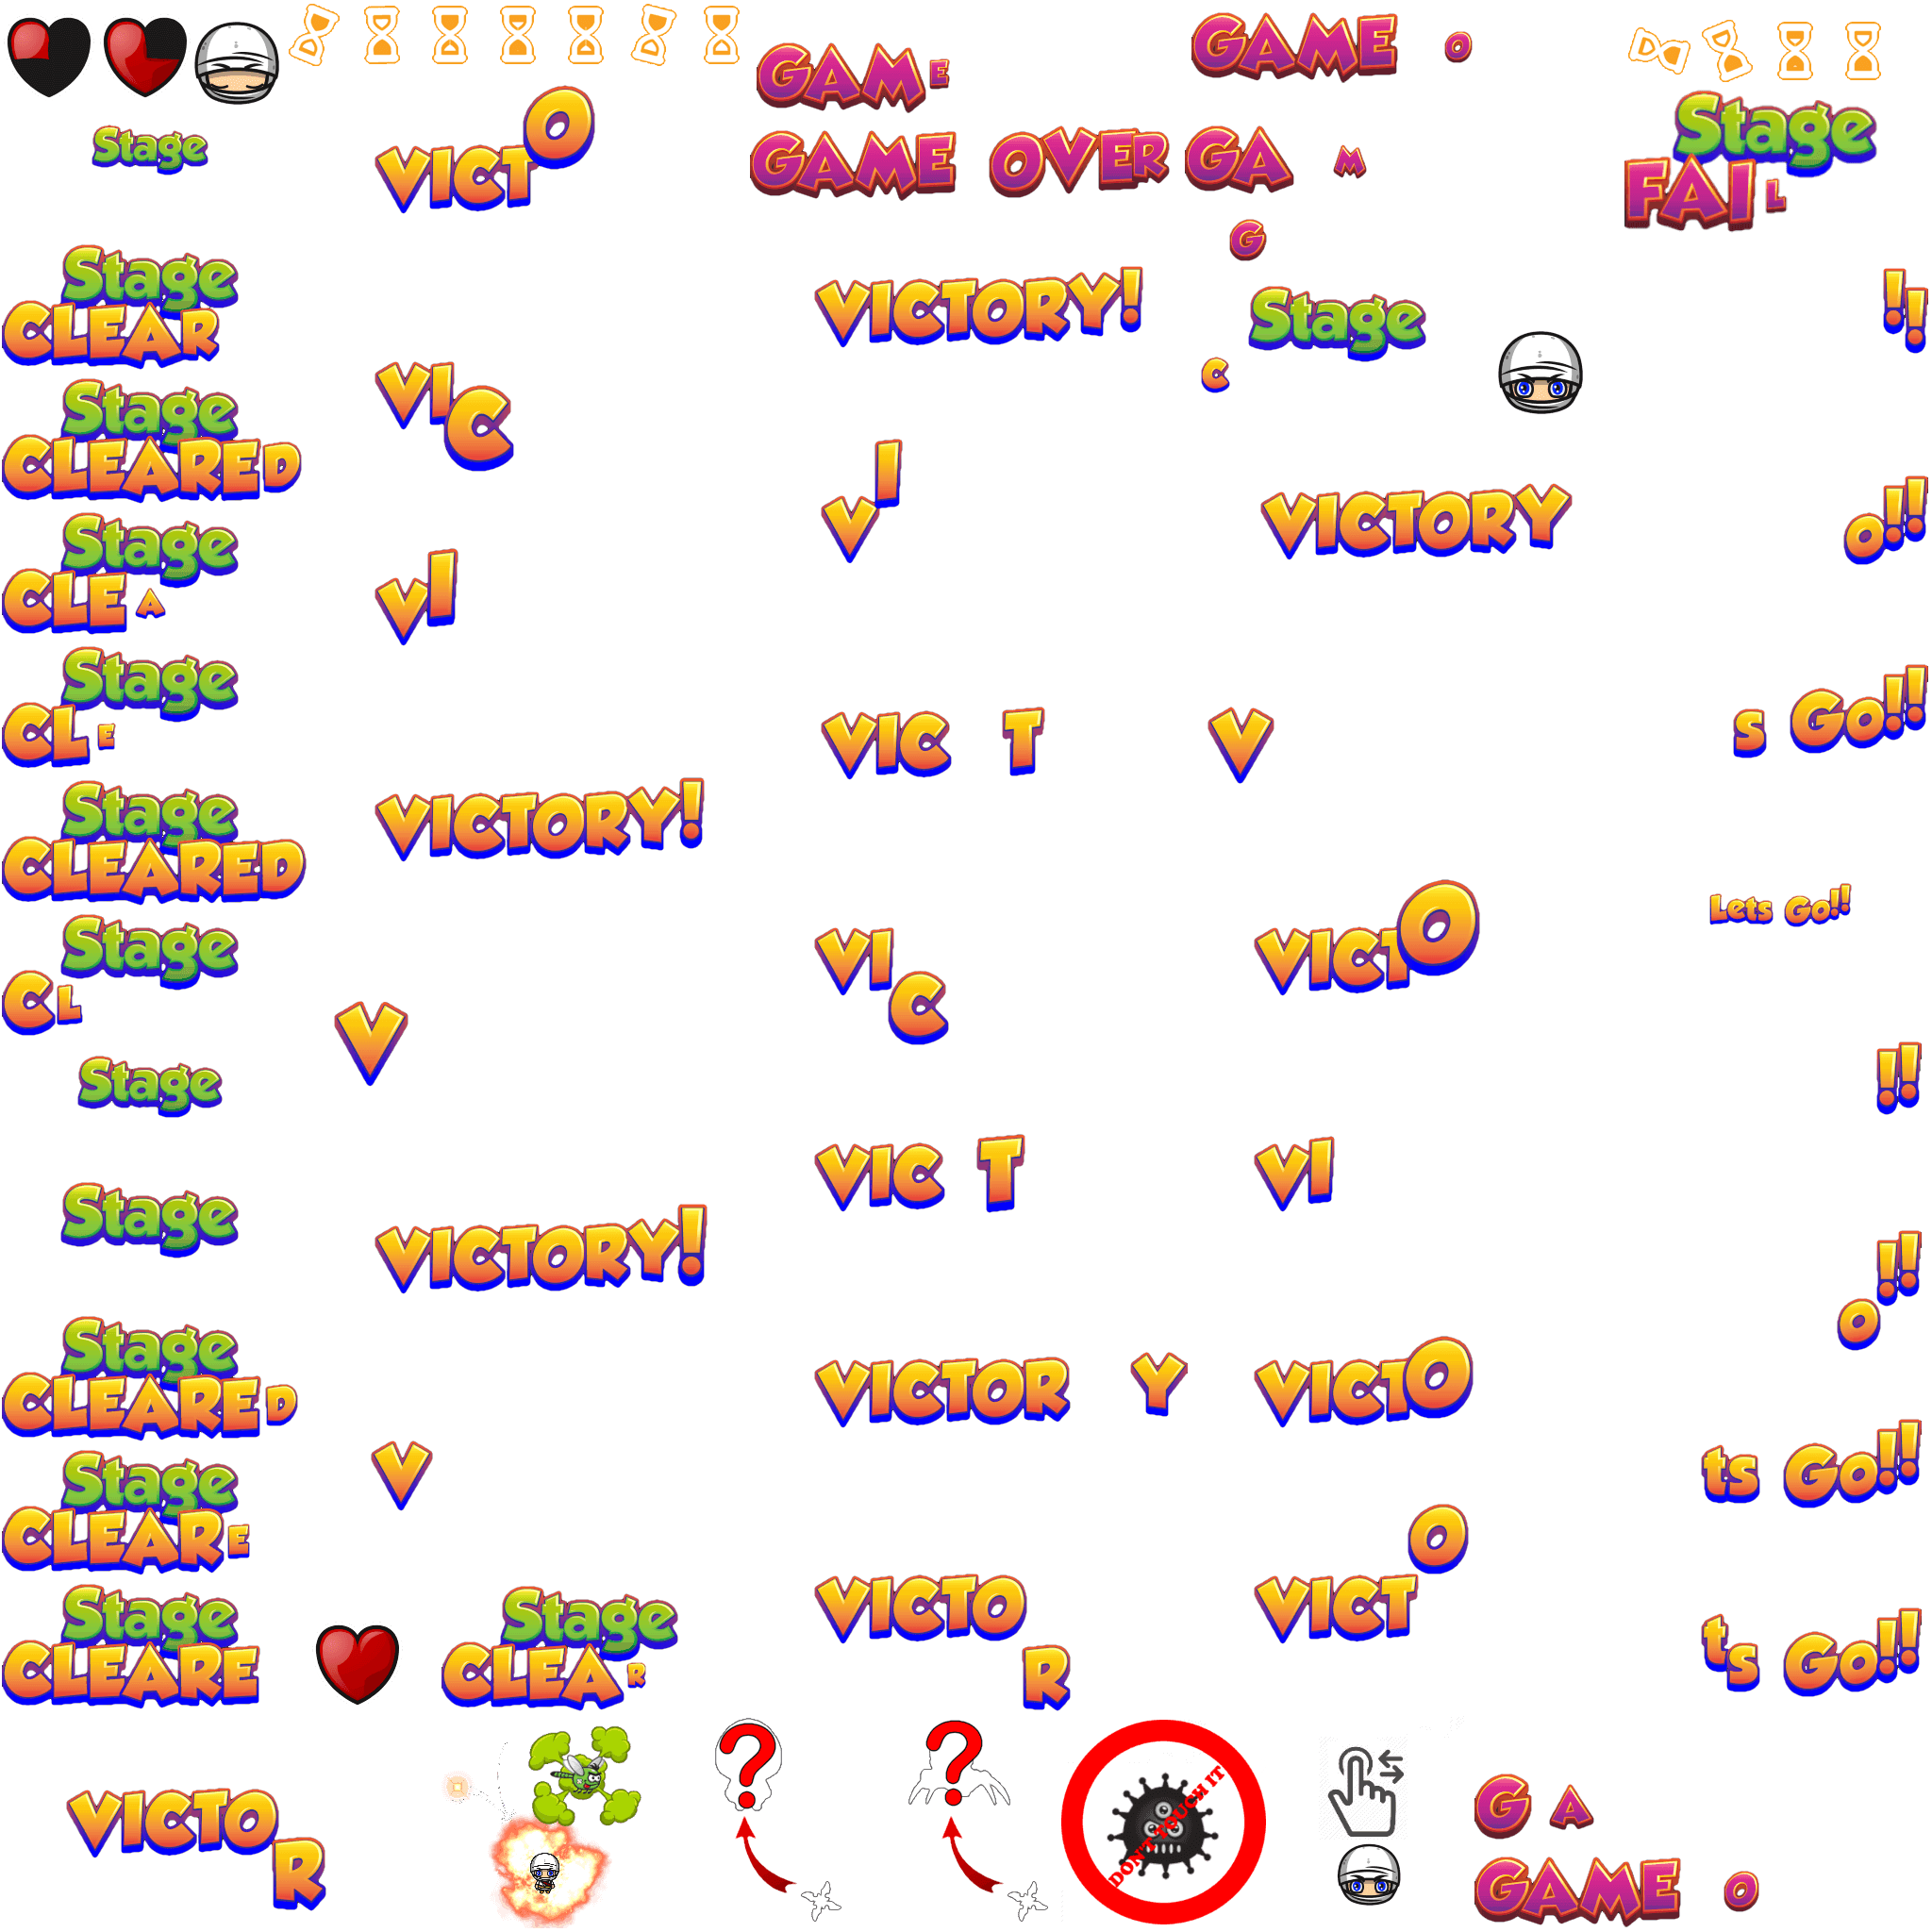 GAME
GAME O
Stage
VICTO
GAME OVER
GA M
Stage
FAIL
G
Stage
CLEAR
VICTORY!
Stage
C
!!
Stage
CLEARED
VIC
VI
VICTORY
O!!
Stage
CLEA
VI
Stage
CLE
VIC T
V
s Go!!
Stage
CLEARED
VICTORY!
Stage
CL
VIC
VICTO
Lets Go!!
V
Stage
!!
VIC T
VI
Stage
VICTORY!
O!!
Stage
CLEARED
VICTOR Y
VICTO
Stage
CLEARE
V
ts Go!!
Stage
CLEARE
Stage
CLEAR
VICTOR
VICTO
ts Go!!
VICTOR
?
?
DON'T TOUCH IT
G A
GAME O